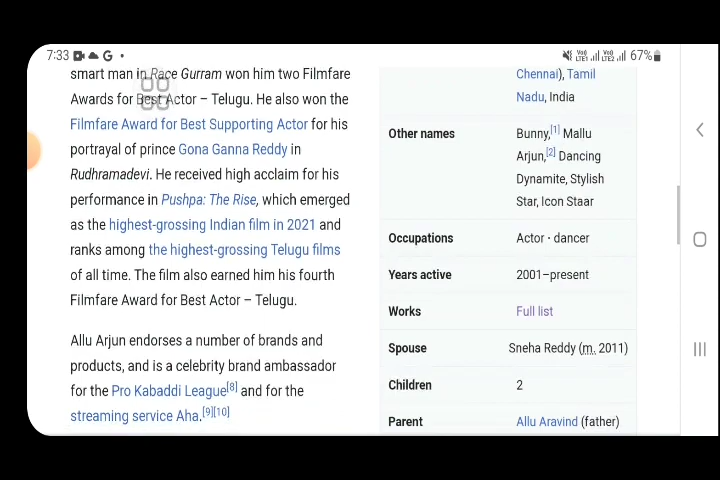 7:33 67%
smart man in Race Gurram won him two Filmfare
Awards for Best Actor – Telugu. He also won the
Filmfare Award for Best Supporting Actor for his
portrayal of prince Gona Ganna Reddy in
Rudhramadevi. He received high acclaim for his
performance in Pushpa: The Rise, which emerged
as the highest-grossing Indian film in 2021 and
ranks among the highest-grossing Telugu films
of all time. The film also earned him his fourth
Filmfare Award for Best Actor – Telugu.
Allu Arjun endorses a number of brands and
products, and is a celebrity brand ambassador
for the Pro Kabaddi League[8] and for the
streaming service Aha.[9][10]
Chennai), Tamil
Nadu, India
Other names Bunny,[1] Mallu
Arjun,[2] Dancing
Dynamite, Stylish
Star, Icon Staar
Occupations Actor · dancer
Years active 2001–present
Works Full list
Spouse Sneha Reddy (m. 2011)
Children 2
Parent Allu Aravind (father)